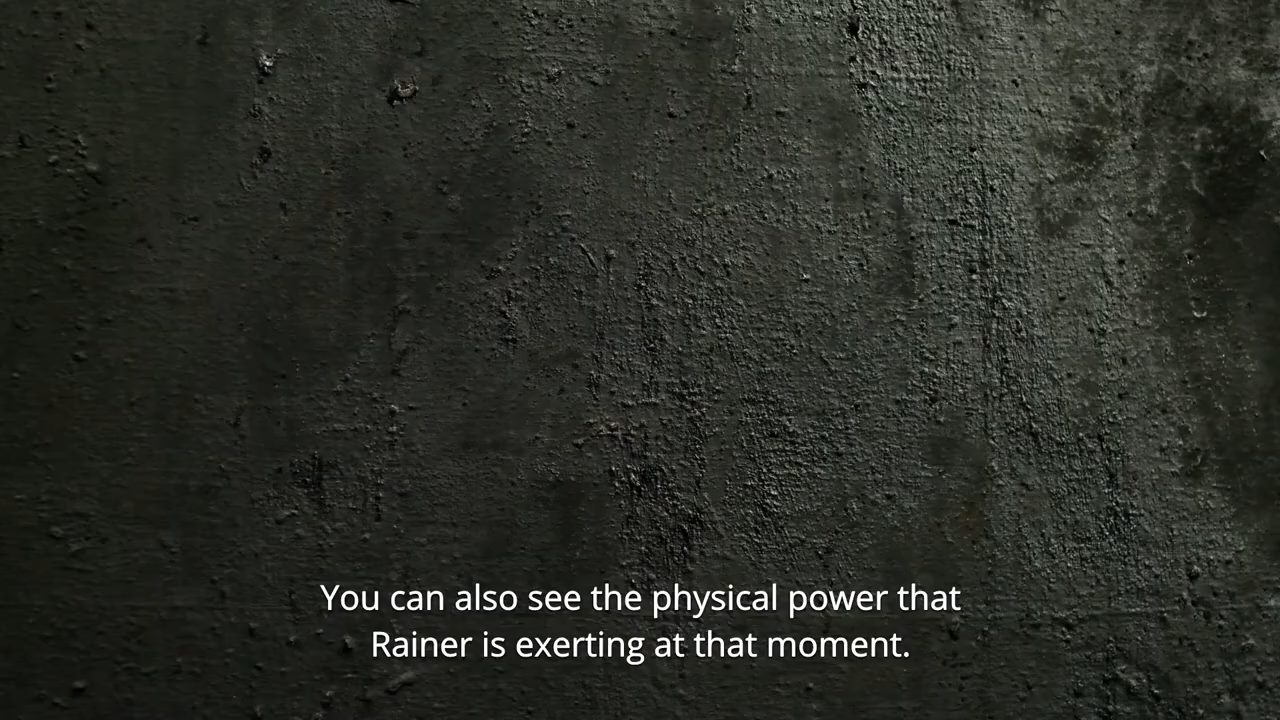 You can also see the physical power that
Rainer is exerting at that moment.